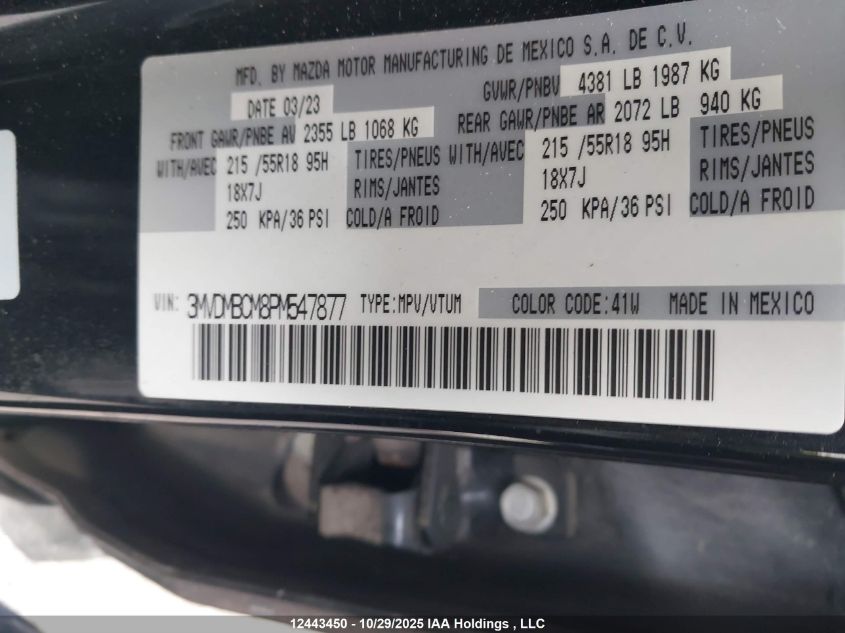 MFD. BY MAZDA MOTOR MANUFACTURING DE MEXICO S.A. DE C.V.
DATE 03/23 GVWR/PNBV 4381 LB 1987 KG
FRONT GAWR/PNBE AV 2355 LB 1068 KG REAR GAWR/PNBE AR 2072 LB 940 KG
WITH/AVEC 215 /55R18 95H TIRES/PNEUS WITH/AVEC 215 /55R18 95H TIRES/PNEUS
18X7J RIMS/JANTES 18X7J RIMS/JANTES
250 KPA/36 PSI COLD/A FROID 250 KPA/36 PSI COLD/A FROID
VIN: 3MVDMBCM8PM547877 TYPE:MPV/VTUM COLOR CODE:41W MADE IN MEXICO
12443450 - 10/29/2025 IAA Holdings , LLC